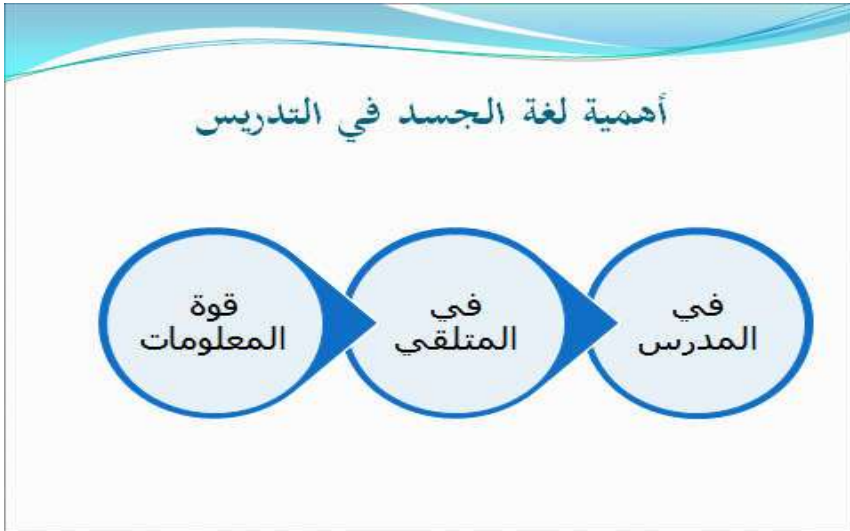 أهمية لغة الجسد في التدريس
في
المدرس
في
المتلقي
قوة
المعلومات